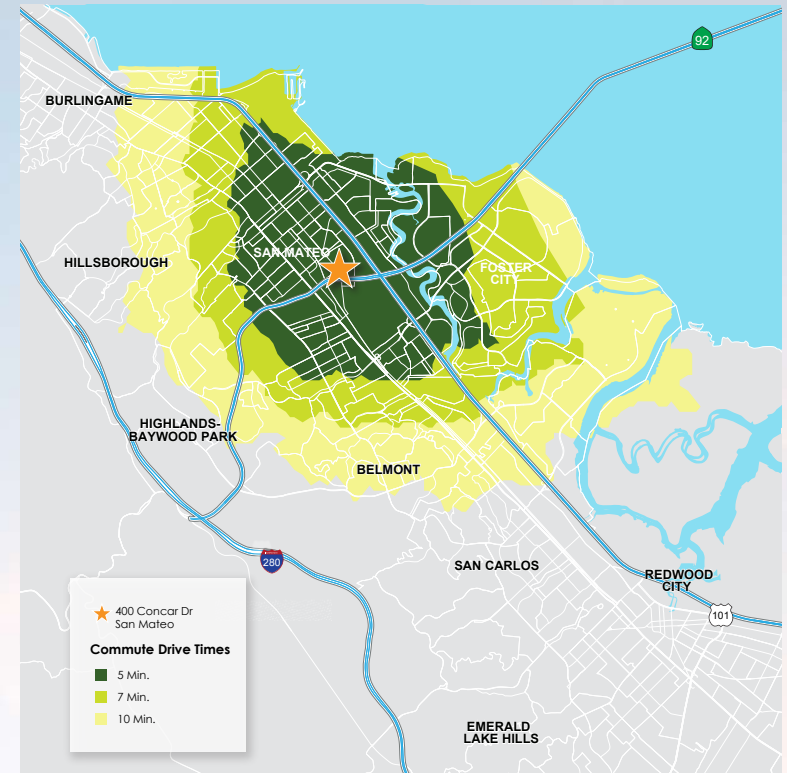 92
BURLINGAME
SAN MATEO
HILLSBOROUGH
FOSTER
CITY
HIGHLANDS-
BAYWOOD PARK
BELMONT
280
SAN CARLOS
REDWOOD
CITY
101
400 Concar Dr
San Mateo
Commute Drive Times
5 Min.
7 Min.
10 Min.
EMERALD
LAKE HILLS